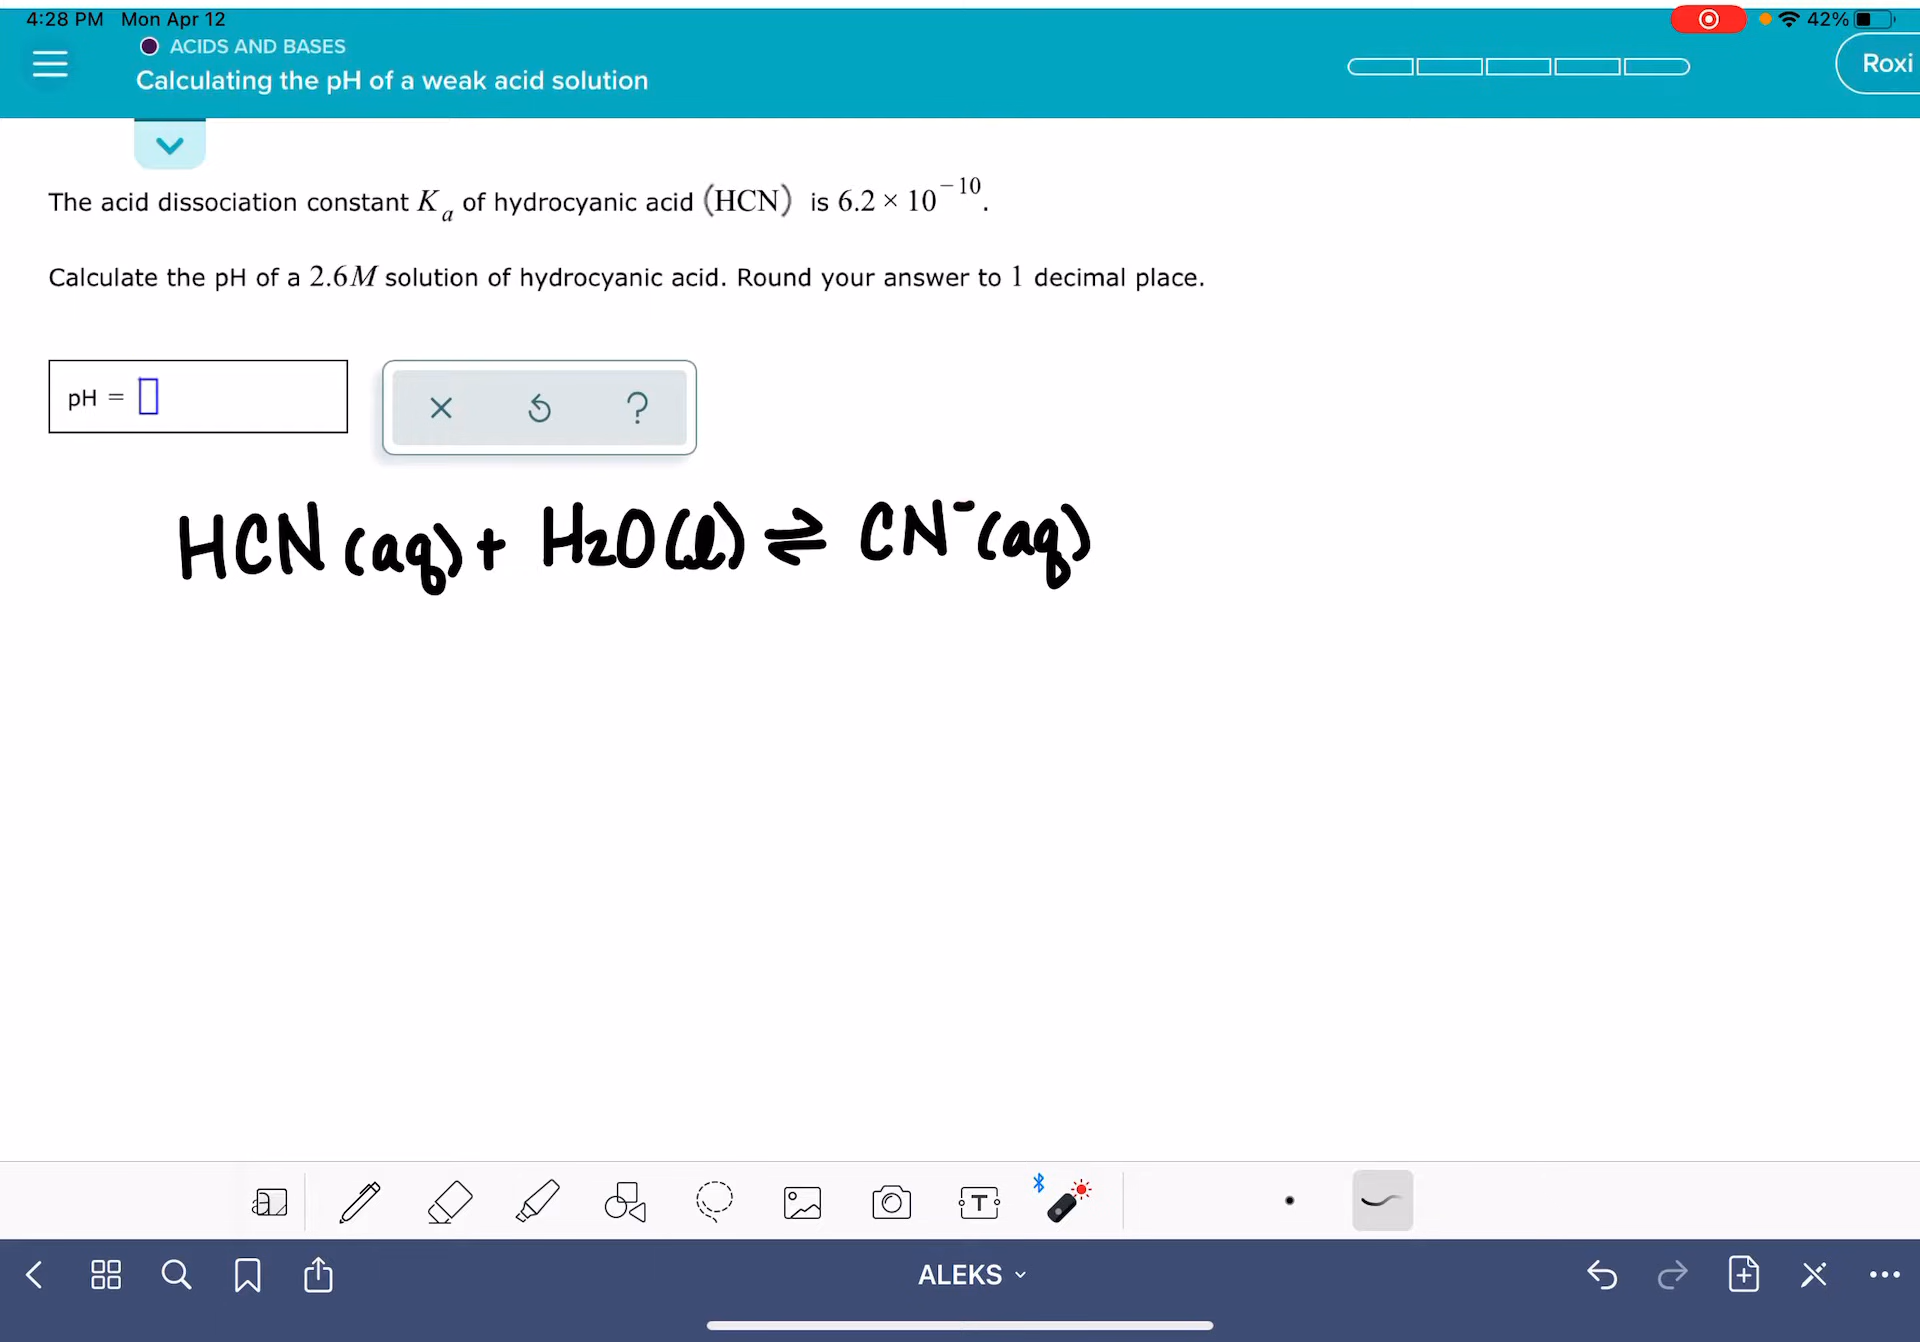 4:28 PM Mon Apr 12
42%
ACIDS AND BASES
Calculating the pH of a weak acid solution
Roxi
The acid dissociation constant Kₐ of hydrocyanic acid (HCN) is 6.2 × 10⁻¹⁰.
Calculate the pH of a 2.6M solution of hydrocyanic acid. Round your answer to 1 decimal place.
pH =
?
HCN (aq) + H₂O(l) ⇌ CN⁻(aq)
a
T
ALEKS